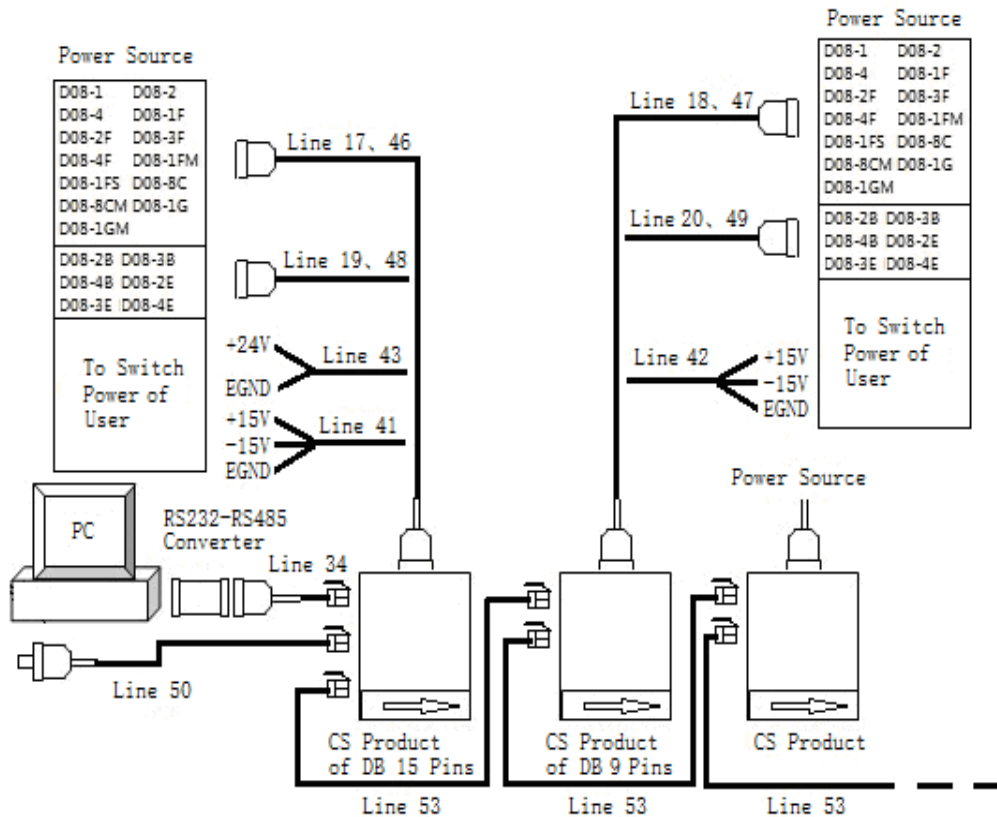 Power Source
D08-1 D08-2
D08-4 D08-1F
D08-2F D08-3F
D08-4F D08-1FM
D08-1FS D08-8C
D08-8CM D08-1G
D08-1GM
D08-2B D08-3B
D08-4B D08-2E
D08-3E D08-4E
To Switch
Power of
User
Line 17、46
Line 19、48
+24V
Line 43
EGND
+15V
Line 41
-15V
EGND
Power Source
D08-1 D08-2
D08-4 D08-1F
D08-2F D08-3F
D08-4F D08-1FM
D08-1FS D08-8C
D08-8CM D08-1G
D08-1GM
D08-2B D08-3B
D08-4B D08-2E
D08-3E D08-4E
To Switch
Power of
User
Line 18、47
Line 20、49
Line 42
+15V
-15V
EGND
Power Source
PC
RS232-RS485
Converter
Line 34
Line 50
CS Product
of DB 15 Pins
CS Product
of DB 9 Pins
CS Product
Line 53
Line 53
Line 53